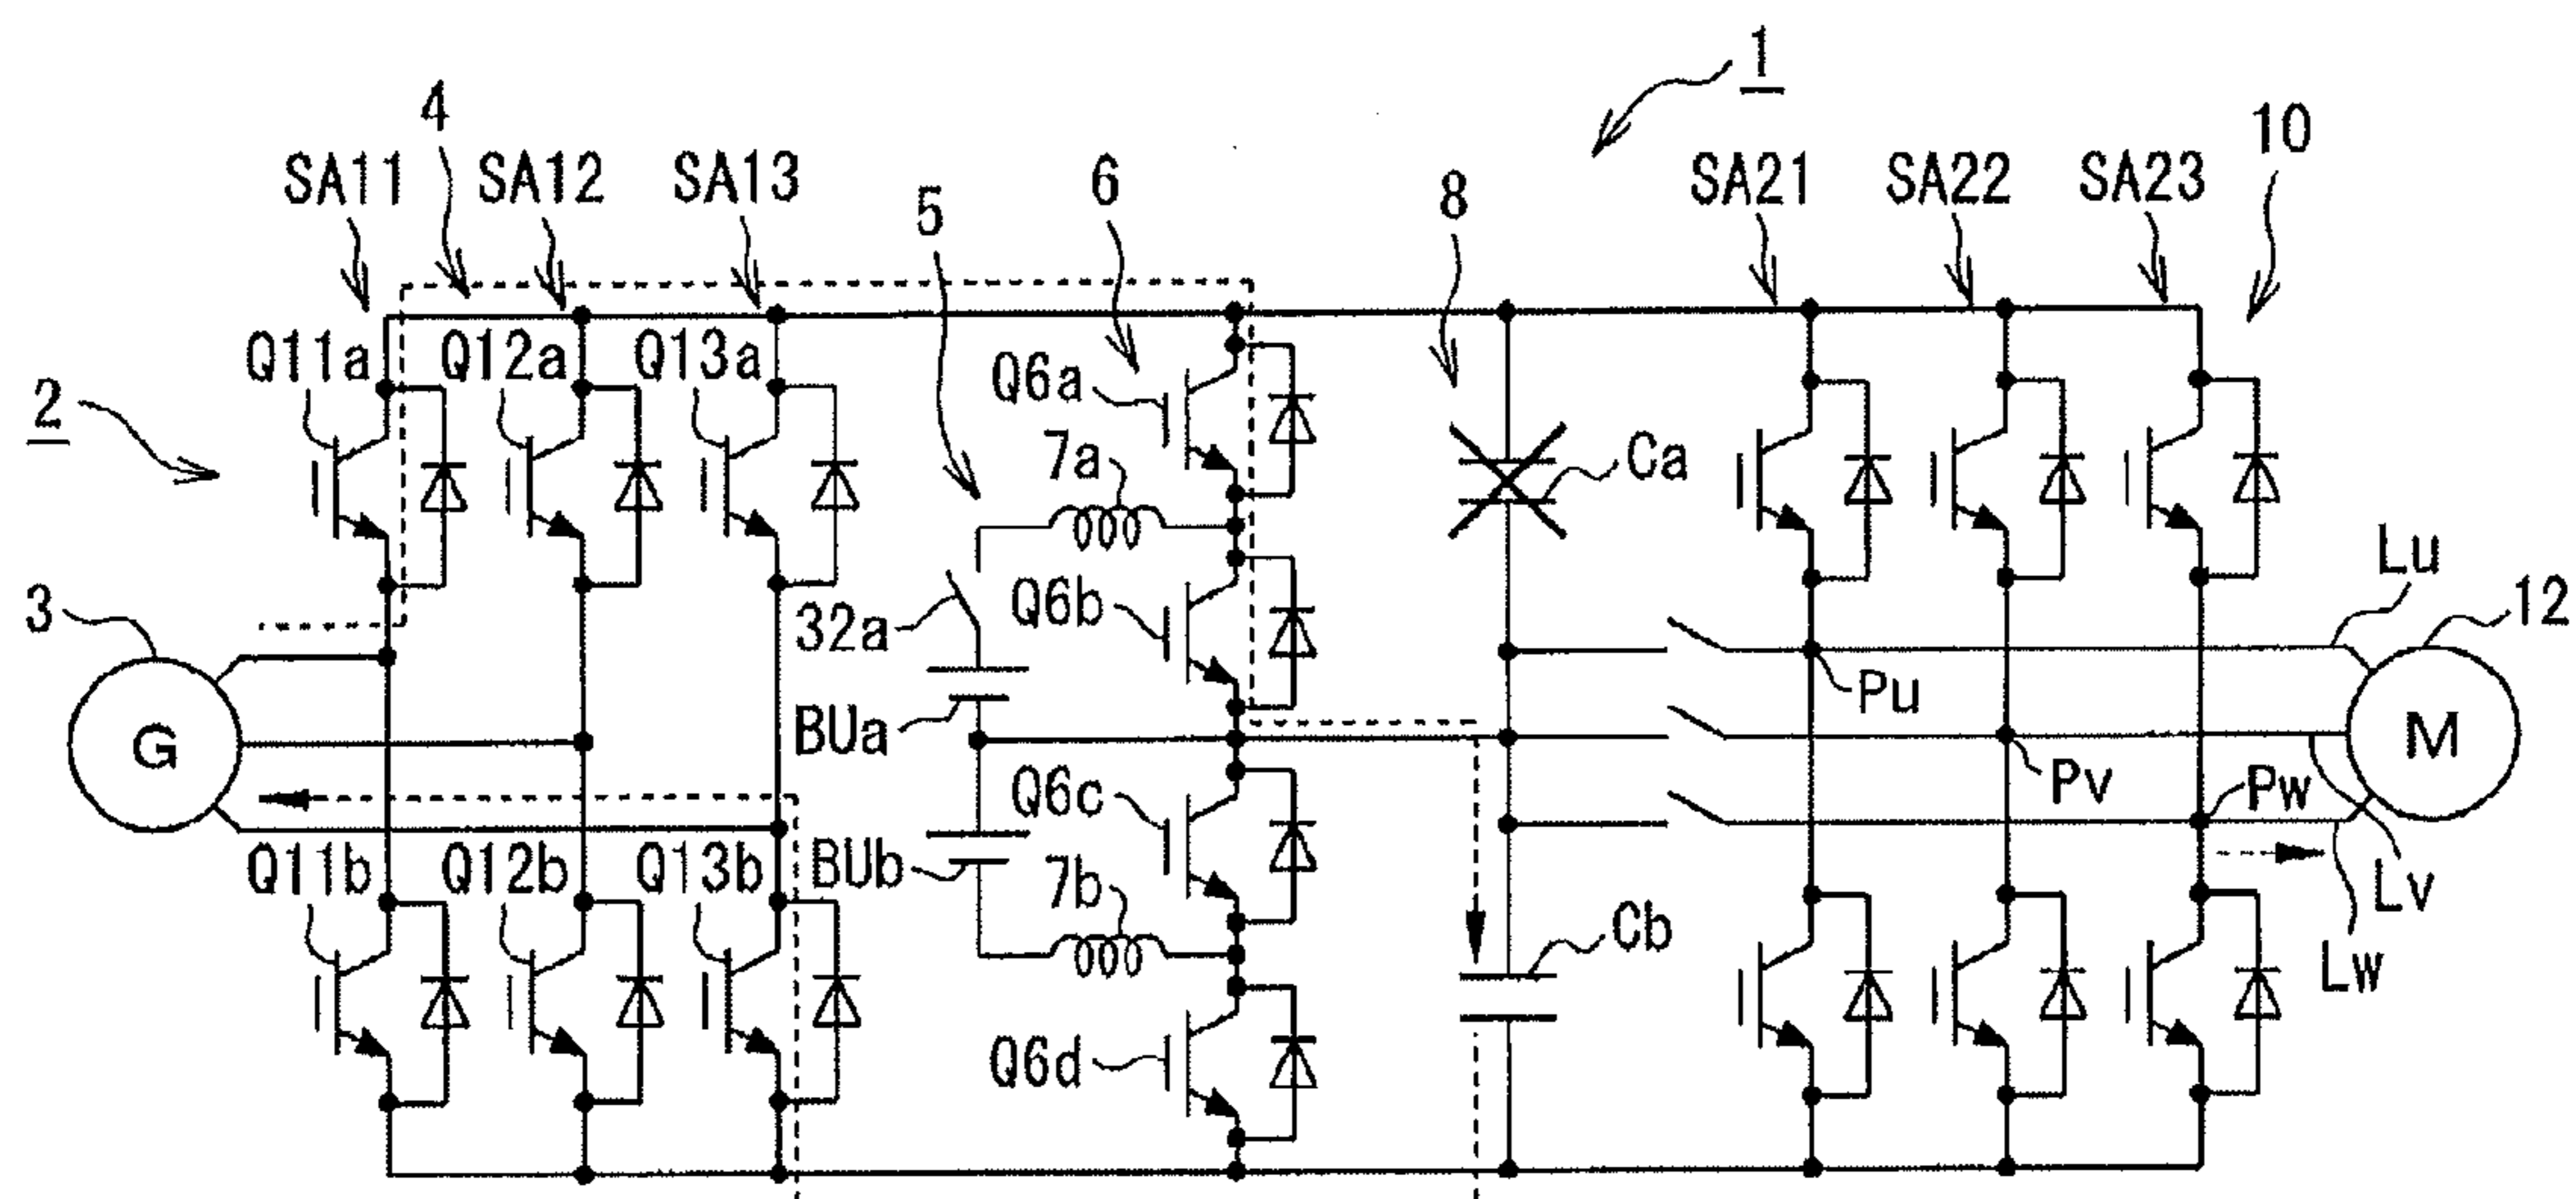 1
4
10
SA11
SA12
SA13
5
6
8
SA21
SA22
SA23
2
Q11a
Q12a
Q13a
Q6a
7a
Ca
3
32a
Q6b
Lu
12
BUa
Pu
G
M
Pv
Pw
Q11b
Q12b
Q13b
BUb
Q6c
7b
Cb
Lv
Lw
Q6d